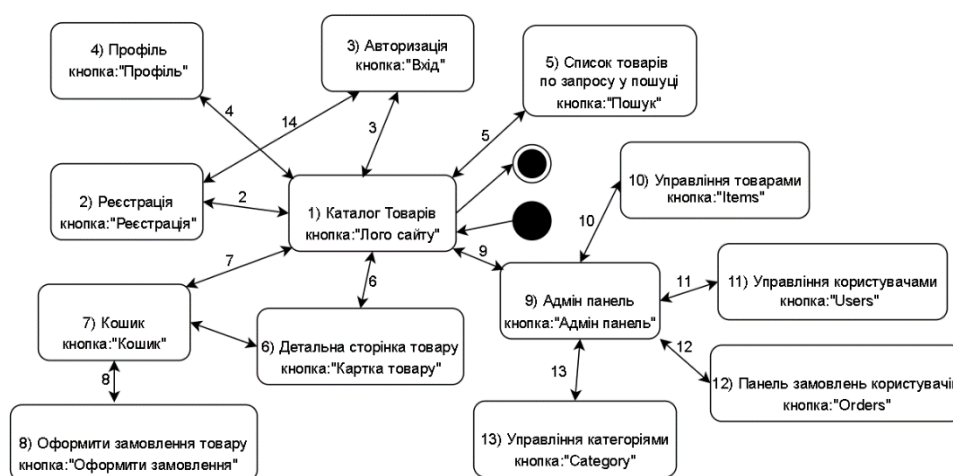 4) Профіль
кнопка:"Профіль"
3) Авторизація
кнопка:"Вхід"
5) Список товарів
по запросу у пошуці
кнопка:"Пошук"
4
14
3
5
2) Реєстрація
кнопка:"Реєстрація"
2
1) Каталог Товарів
кнопка:"Лого сайту"
10) Управління товарами
кнопка:"Items"
10
7
6
9
9) Адмін панель
кнопка:"Адмін панель"
11
11) Управління користувачами
кнопка:"Users"
7) Кошик
кнопка:"Кошик"
6) Детальна сторінка товару
кнопка:"Картка товару"
8
13
12
12) Панель замовлень користувачів
кнопка:"Orders"
8) Оформити замовлення товару
кнопка:"Оформити замовлення"
13) Управління категоріями
кнопка:"Category"